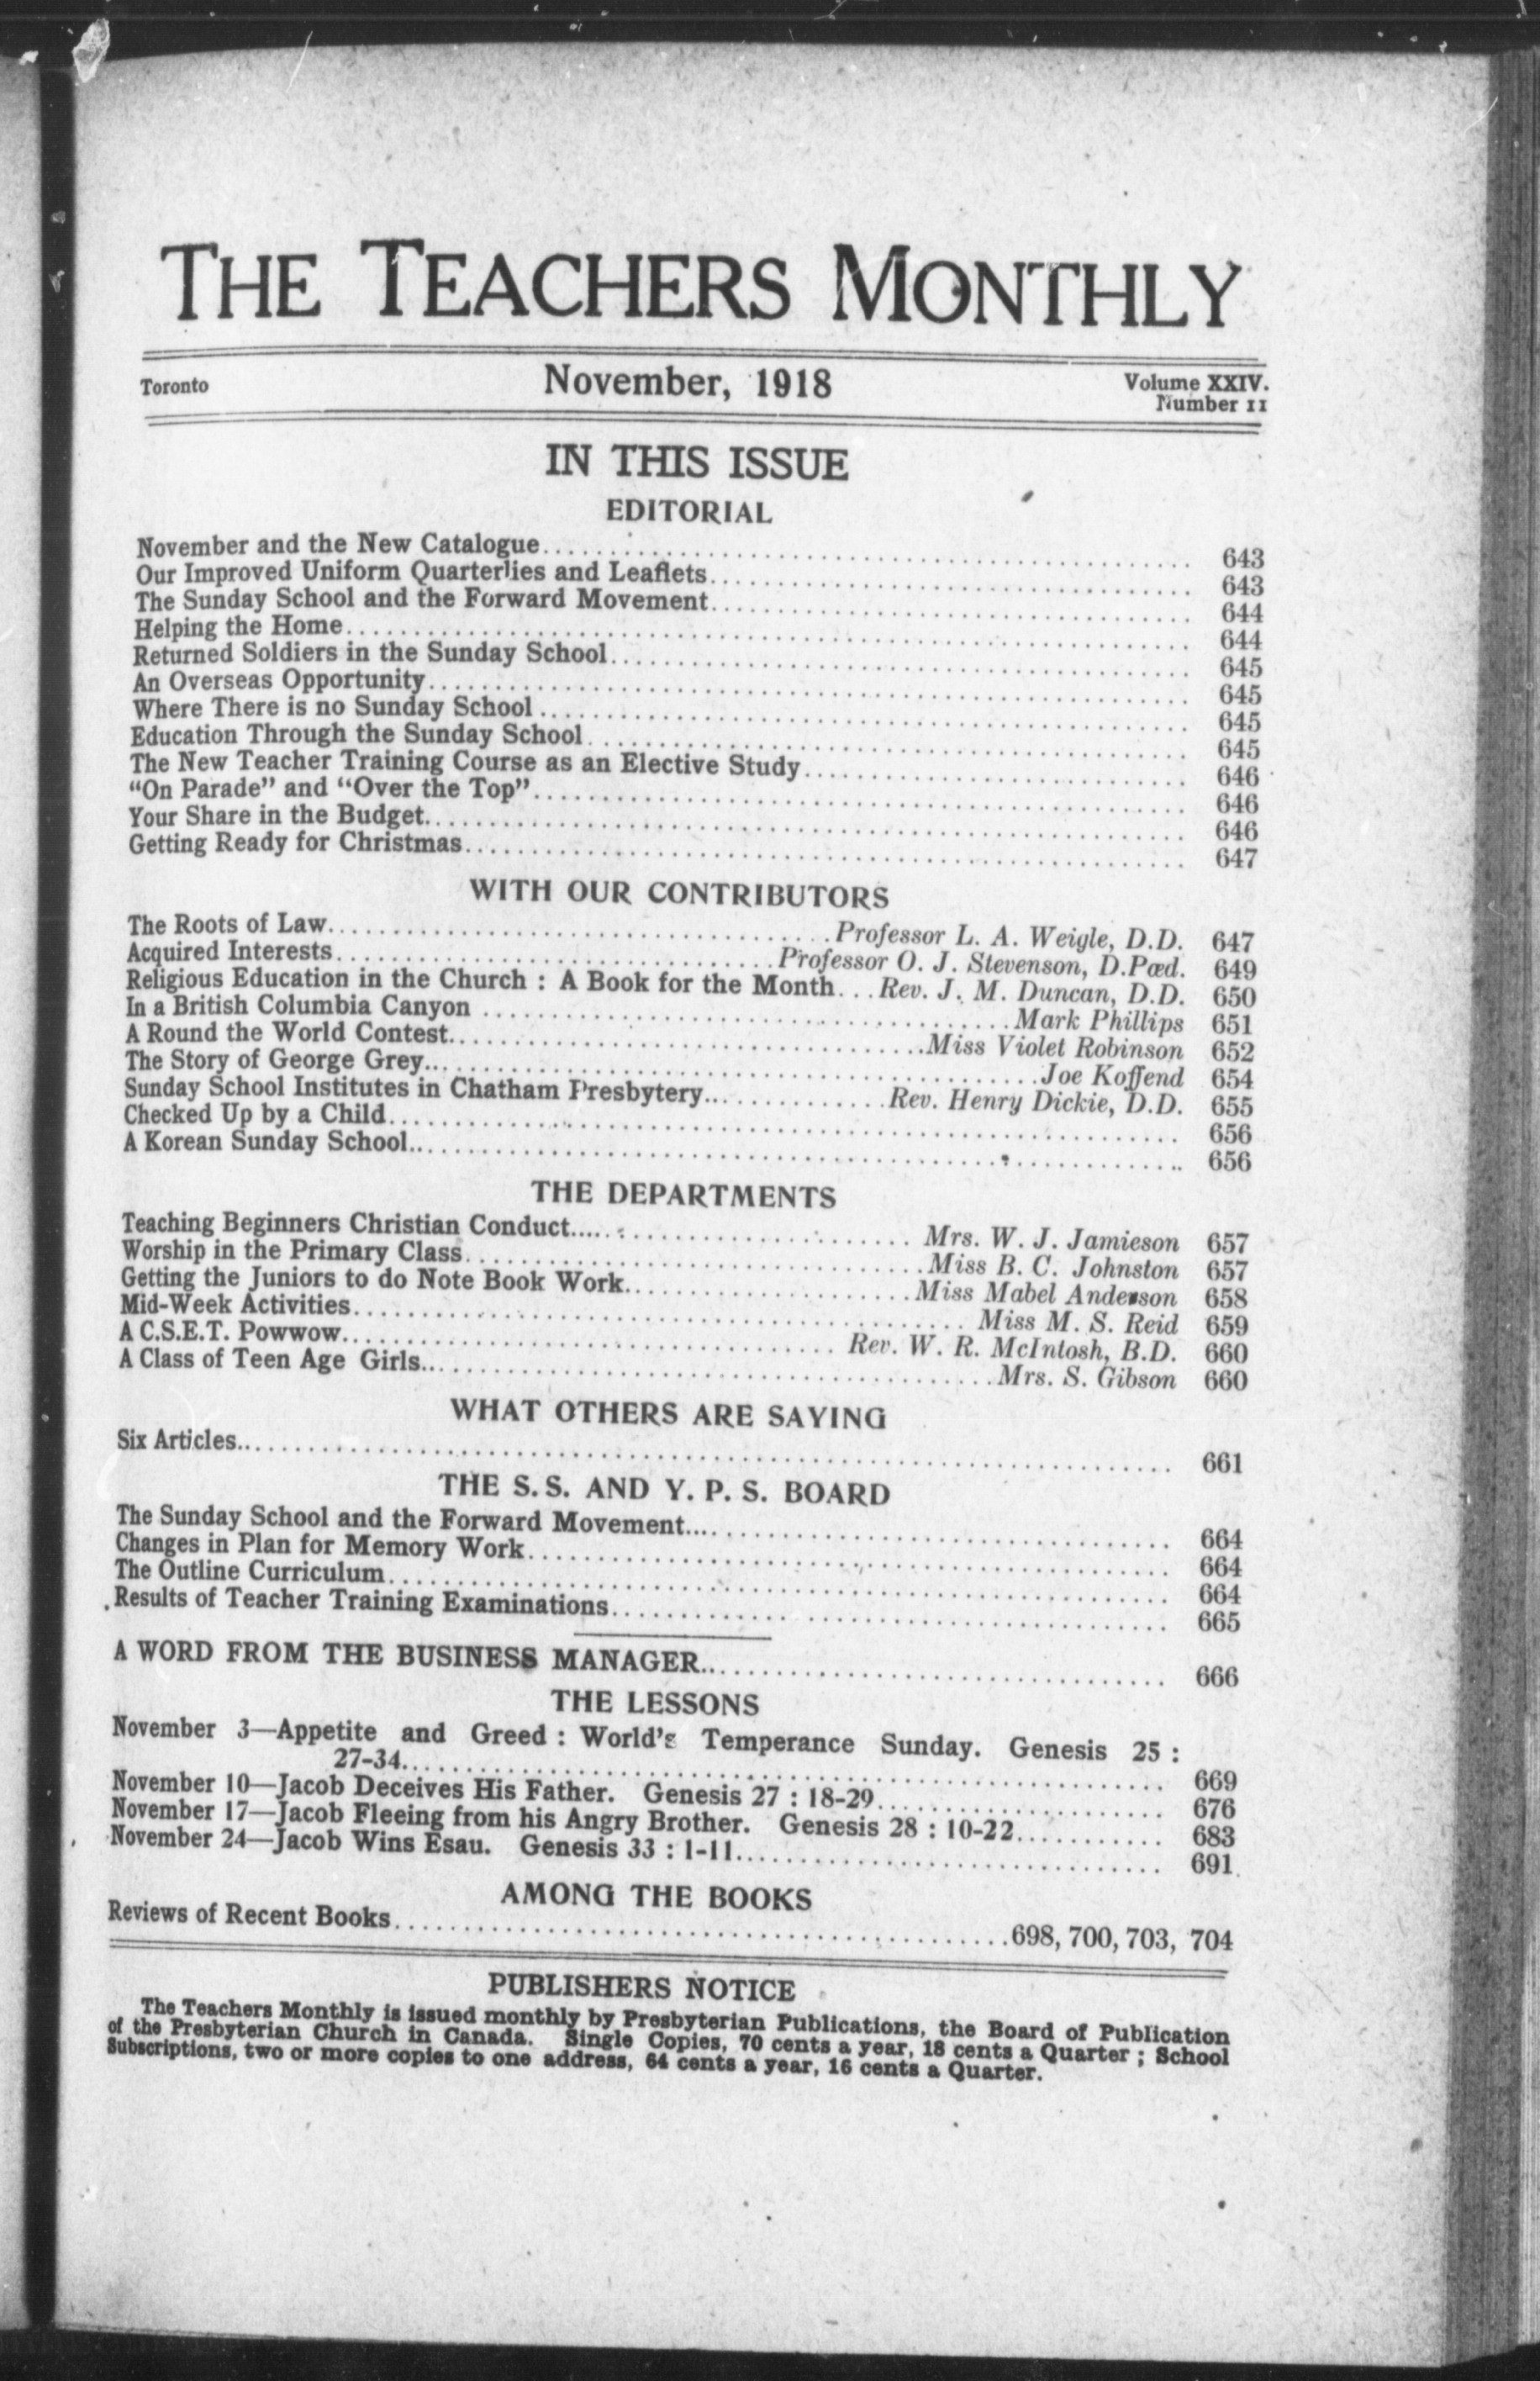 THE TEACHERS MONTHLY
Toronto
November, 1918
Volume XXIV.
Number 11
IN THIS ISSUE
EDITORIAL
November and the New Catalogue........ 643
Our Improved Uniform Quarterlies and Leaflets........ 643
The Sunday School and the Forward Movement........ 644
Helping the Home........ 644
Returned Soldiers in the Sunday School........ 645
An Overseas Opportunity........ 645
Where There is no Sunday School........ 645
Education Through the Sunday School........ 645
The New Teacher Training Course as an Elective Study........ 646
“On Parade” and “Over the Top”........ 646
Your Share in the Budget........ 646
Getting Ready for Christmas........ 647
WITH OUR CONTRIBUTORS
The Roots of Law........Professor L. A. Weigle, D.D. 647
Acquired Interests........Professor O. J. Stevenson, D.Pæd. 649
Religious Education in the Church : A Book for the Month...Rev. J. M. Duncan, D.D. 650
In a British Columbia Canyon ........Mark Phillips 651
A Round the World Contest........Miss Violet Robinson 652
The Story of George Grey........Joe Koffend 654
Sunday School Institutes in Chatham Presbytery........Rev. Henry Dickie, D.D. 655
Checked Up by a Child........ 656
A Korean Sunday School........ 656
THE DEPARTMENTS
Teaching Beginners Christian Conduct........ Mrs. W. J. Jamieson 657
Worship in the Primary Class........Miss B. C. Johnston 657
Getting the Juniors to do Note Book Work........Miss Mabel Anderson 658
Mid-Week Activities........ Miss M. S. Reid 659
A C.S.E.T. Powwow........ Rev. W. R. McIntosh, B.D. 660
A Class of Teen Age Girls........Mrs. S. Gibson 660
WHAT OTHERS ARE SAYING
Six Articles........ 661
THE S. S. AND Y. P. S. BOARD
The Sunday School and the Forward Movement........ 664
Changes in Plan for Memory Work........ 664
The Outline Curriculum........ 664
Results of Teacher Training Examinations........ 665
A WORD FROM THE BUSINESS MANAGER........ 666
THE LESSONS
November 3—Appetite and Greed : World's Temperance Sunday. Genesis 25 :
27-34........ 669
November 10—Jacob Deceives His Father. Genesis 27 : 18-29........ 676
November 17—Jacob Fleeing from his Angry Brother. Genesis 28 : 10-22........ 683
November 24—Jacob Wins Esau. Genesis 33 : 1-11........ 691
AMONG THE BOOKS
Reviews of Recent Books........698, 700, 703, 704
PUBLISHERS NOTICE
The Teachers Monthly is issued monthly by Presbyterian Publications, the Board of Publication
of the Presbyterian Church in Canada. Single Copies, 70 cents a year, 18 cents a Quarter ; School
Subscriptions, two or more copies to one address, 64 cents a year, 16 cents a Quarter.